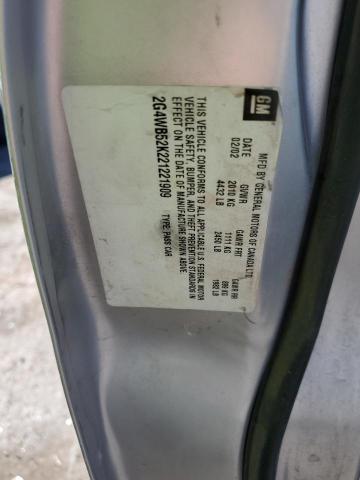 GM
MFD BY GENERAL MOTORS OF CANADA LTD.
DATE GVWR GAWR FRT GAWR RR
02/02 2010 KG 1111 KG 899 KG
4432 LB 2450 LB 1982 LB
THIS VEHICLE CONFORMS TO ALL APPLICABLE U.S. FEDERAL MOTOR
VEHICLE SAFETY, BUMPER, AND THEFT PREVENTION STANDARDS IN
EFFECT ON THE DATE OF MANUFACTURE SHOWN ABOVE.
2G4WB52K221221909 TYPE: PASS CAR